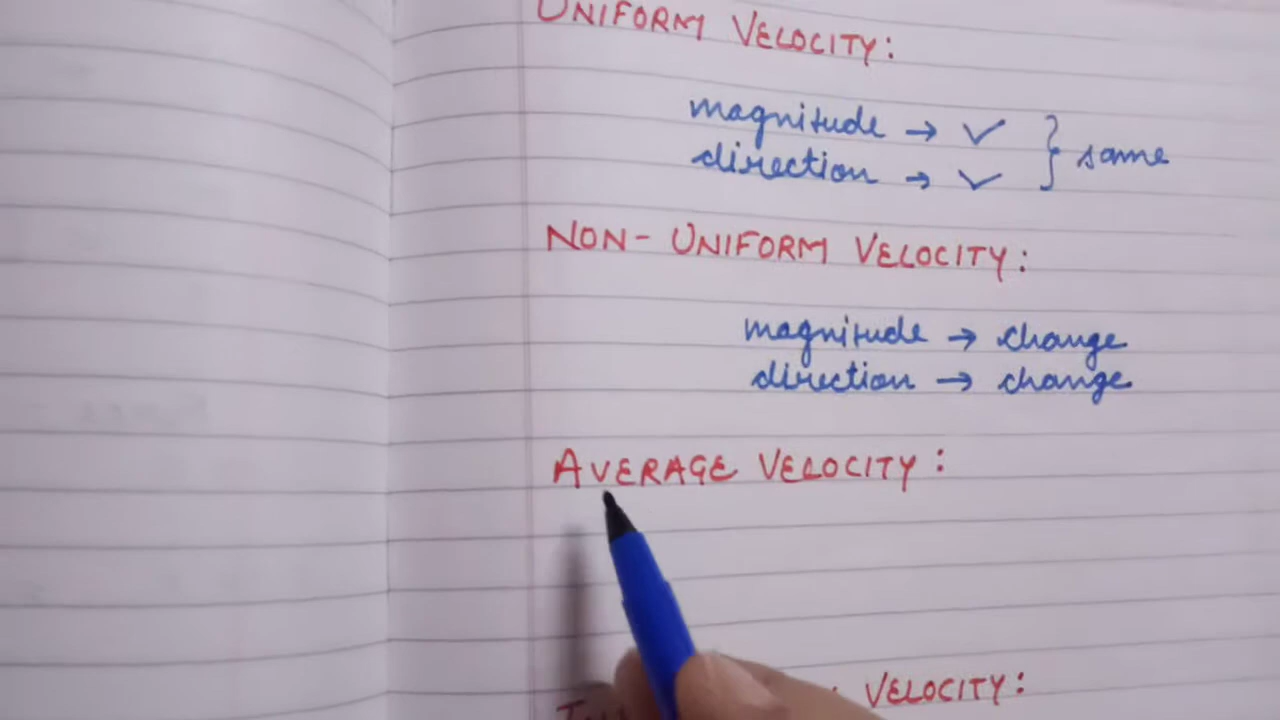 UNIFORM VELOCITY:
magnitude → ✓
direction → ✓ } same
NON-UNIFORM VELOCITY:
magnitude → change
direction → change
AVERAGE VELOCITY:
VELOCITY: